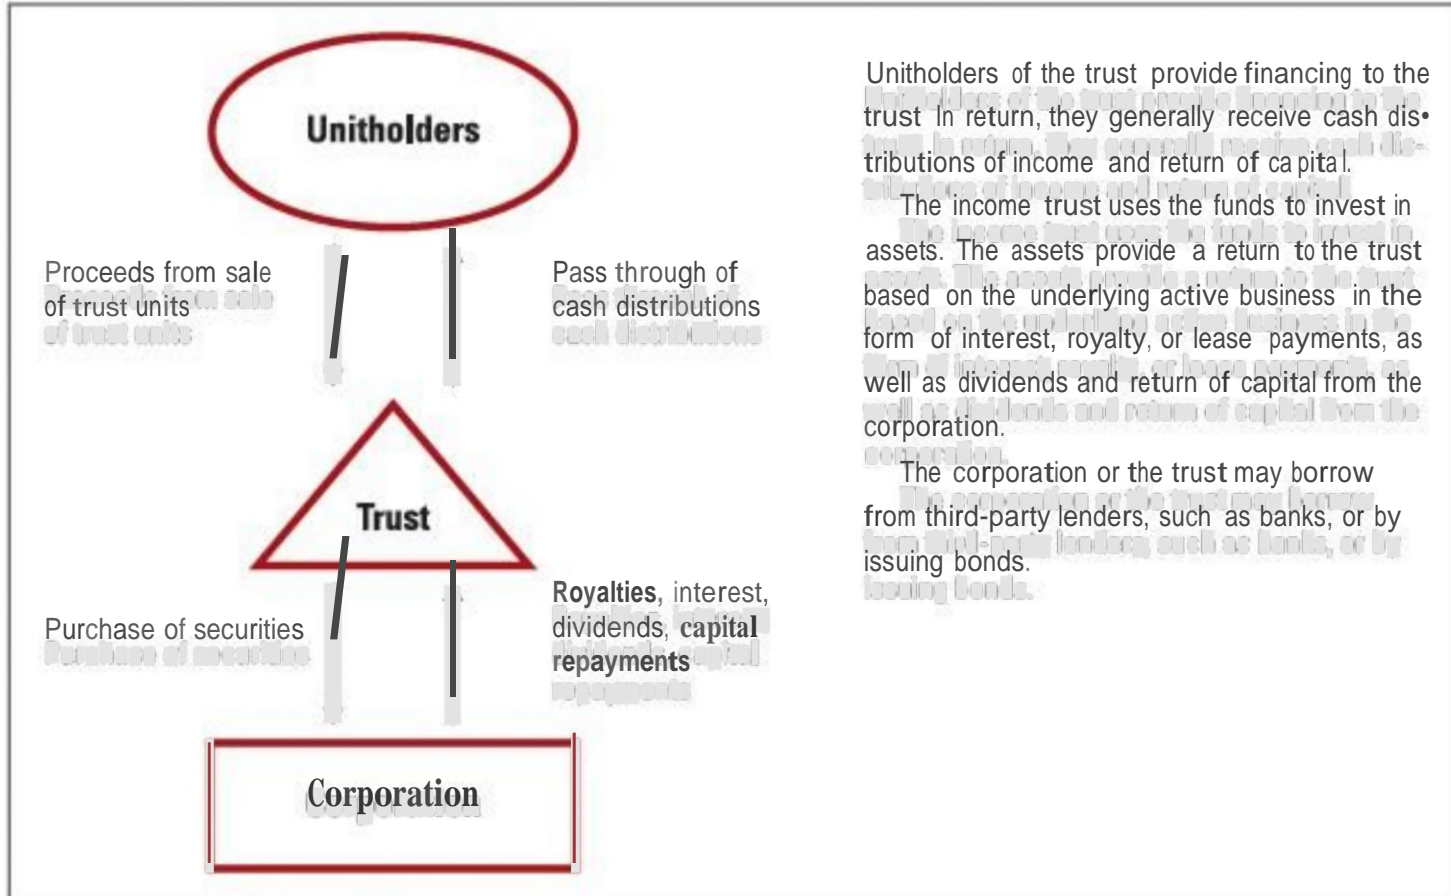 Unitholders
Proceeds from sale
of trust units
Pass through of
cash distributions
Trust
Purchase of securities
Royalties, interest,
dividends, capital
repayments
Corporation
Unitholders of the trust provide financing to the
trust In return, they generally receive cash dis•
tributions of income and return of capital.
The income trust uses the funds to invest in
assets. The assets provide a return to the trust
based on the underlying active business in the
form of interest, royalty, or lease payments, as
well as dividends and return of capital from the
corporation.
The corporation or the trust may borrow
from third-party lenders, such as banks, or by
issuing bonds.